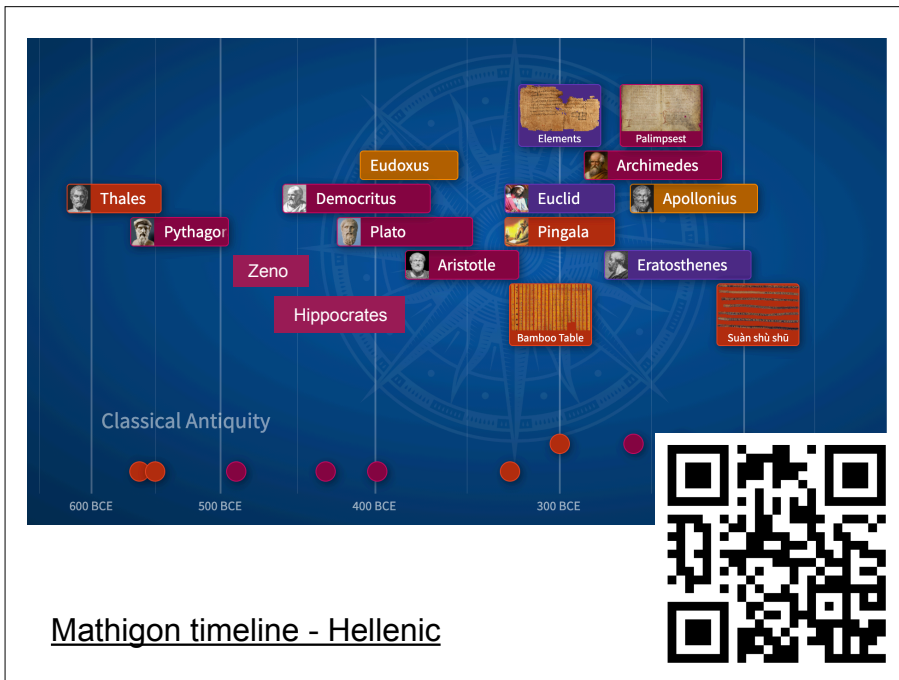 Elements
Palimpsest
Eudoxus
Archimedes
Thales
Democritus
Euclid
Apollonius
Pythagor
Plato
Pingala
Zeno
Aristotle
Eratosthenes
Hippocrates
Bamboo Table
Suàn shù shū
Classical Antiquity
600 BCE
500 BCE
400 BCE
300 BCE
Mathigon timeline - Hellenic